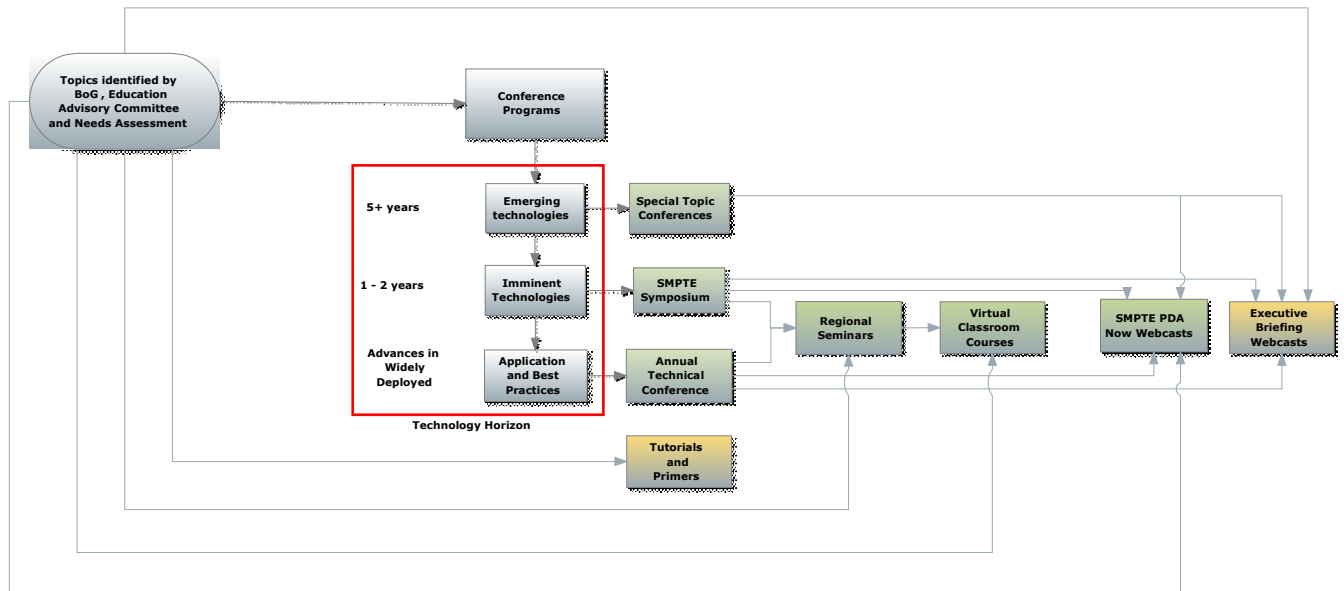 Topics identified by
BoG , Education
Advisory Committee
and Needs Assessment
Conference
Programs
5+ years
Emerging
technologies
Special Topic
Conferences
1 - 2 years
Imminent
Technologies
SMPTE
Symposium
Regional
Seminars
Virtual
Classroom
Courses
SMPTE PDA
Now Webcasts
Executive
Briefing
Webcasts
Advances in
Widely
Deployed
Application
and Best
Practices
Annual
Technical
Conference
Technology Horizon
Tutorials
and
Primers